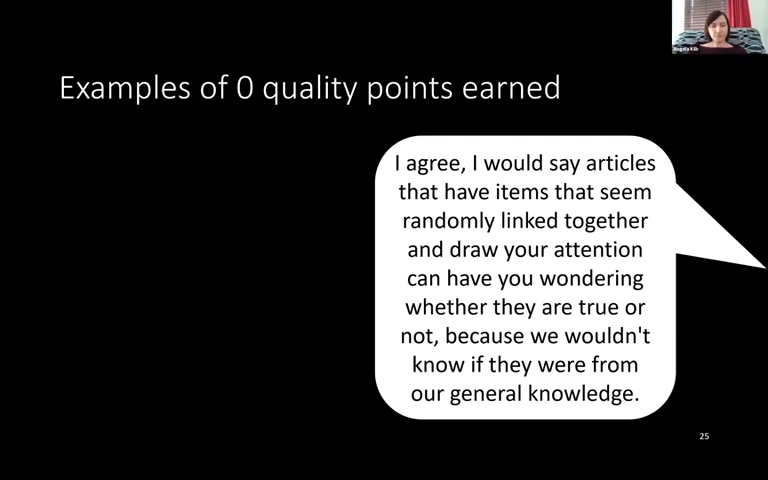 Angela Kilb
Examples of 0 quality points earned
I agree, I would say articles
that have items that seem
randomly linked together
and draw your attention
can have you wondering
whether they are true or
not, because we wouldn't
know if they were from
our general knowledge.
25